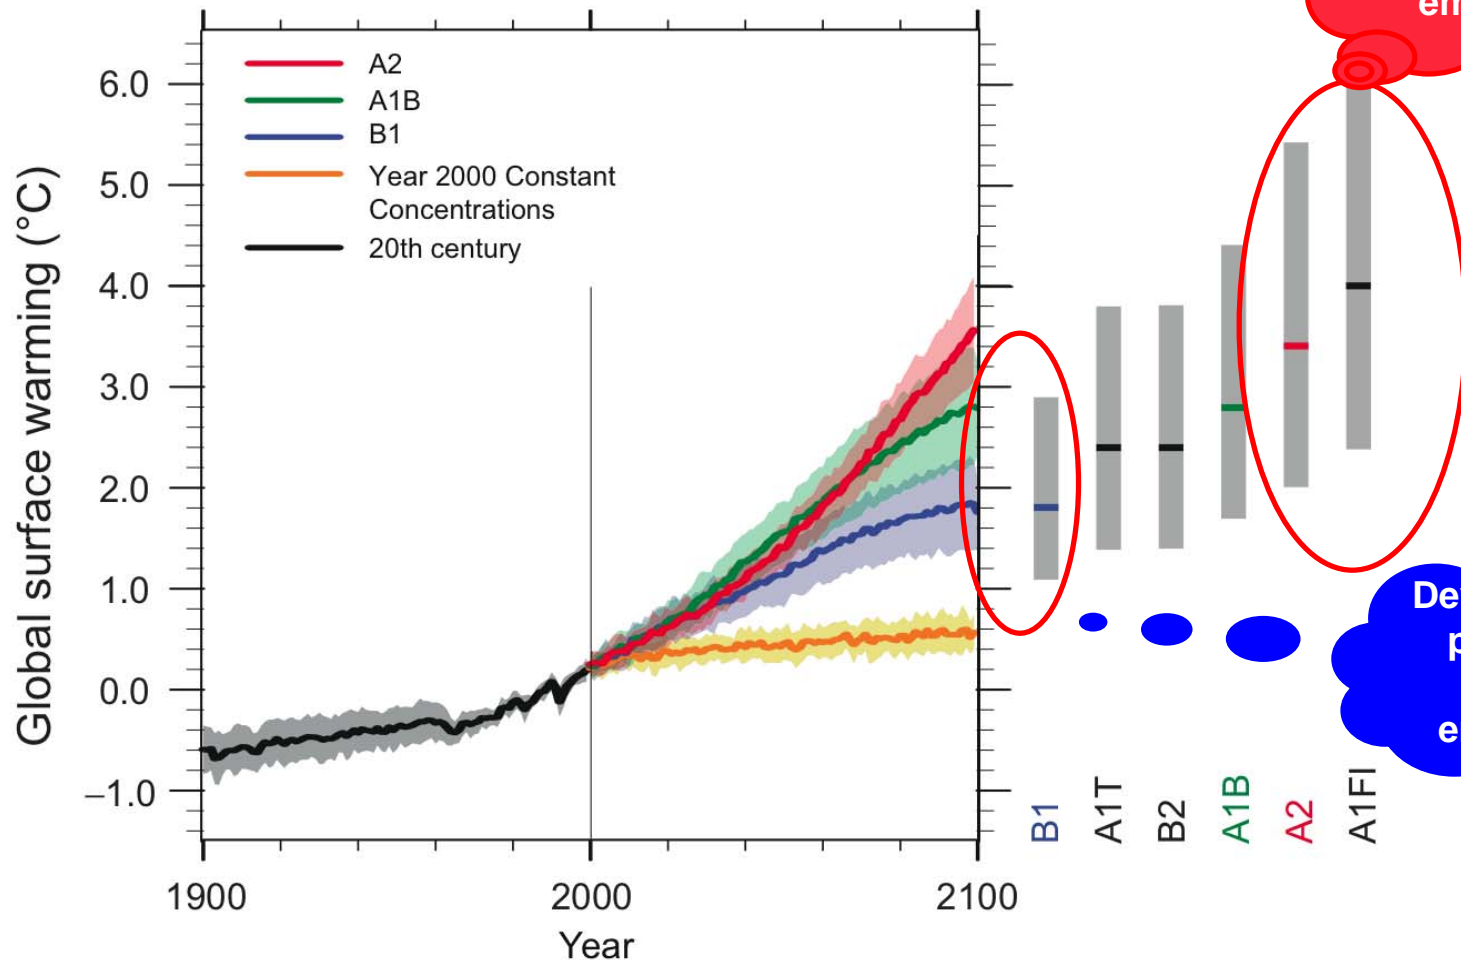 6.0
5.0
4.0
3.0
2.0
1.0
0.0
–1.0
Global surface warming (°C)
A2
A1B
B1
Year 2000 Constant
Concentrations
20th century
1900
2000
2100
Year
B1
A1T
B2
A1B
A2
A1FI